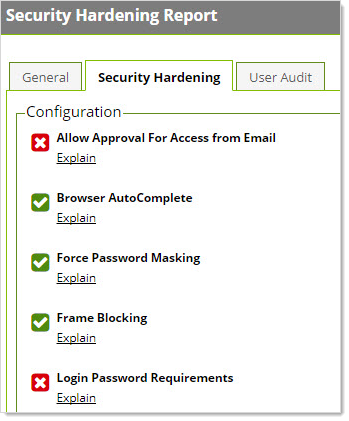 Security Hardening Report
General Security Hardening User Audit
Configuration
Allow Approval For Access from Email
Explain
Browser AutoComplete
Explain
Force Password Masking
Explain
Frame Blocking
Explain
Login Password Requirements
Explain